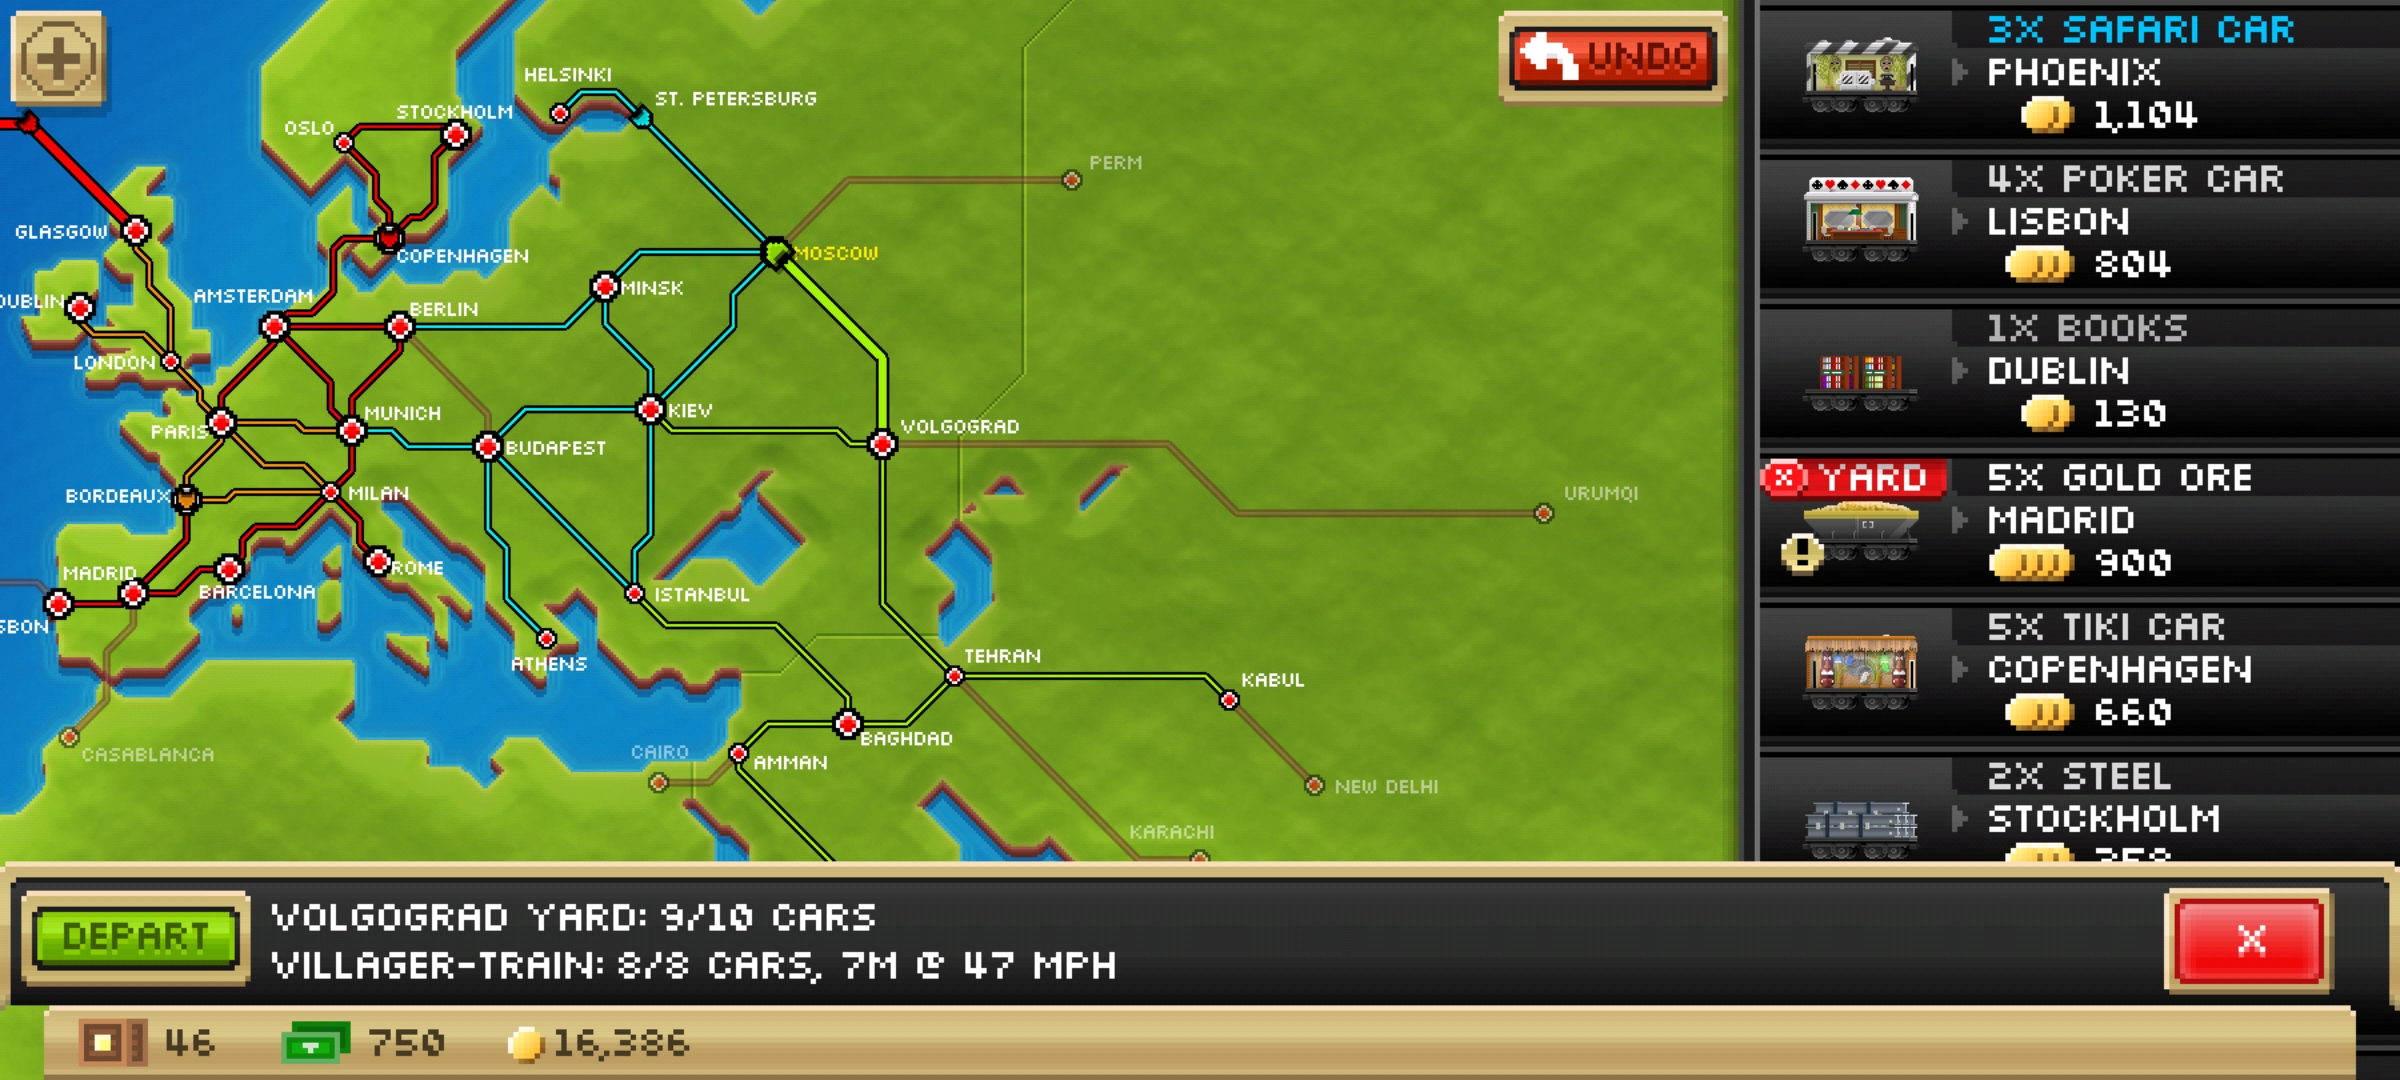 UNDO
HELSINKI
ST. PETERSBURG
STOCKHOLM
OSLO
PERM
GLASGOW
COPENHAGEN
MOSCOW
MINSK
DUBLIN
AMSTERDAM
BERLIN
LONDON
PARIS
MUNICH
KIEV
VOLGOGRAD
BUDAPEST
BORDEAUX
MILAN
URUMQI
MADRID
ROME
BARCELONA
ISTANBUL
SBON
ATHENS
TEHRAN
KABUL
CASABLANCA
CAIRO
AMMAN
BAGHDAD
NEW DELHI
KARACHI
3X SAFARI CAR
PHOENIX
1,104
4X POKER CAR
LISBON
804
1X BOOKS
DUBLIN
130
YARD
5X GOLD ORE
MADRID
900
5X TIKI CAR
COPENHAGEN
660
2X STEEL
STOCKHOLM
DEPART
VOLGOGRAD YARD: 9/10 CARS
VILLAGER-TRAIN: 8/8 CARS, 7M @ 47 MPH
X
46
750
16,386